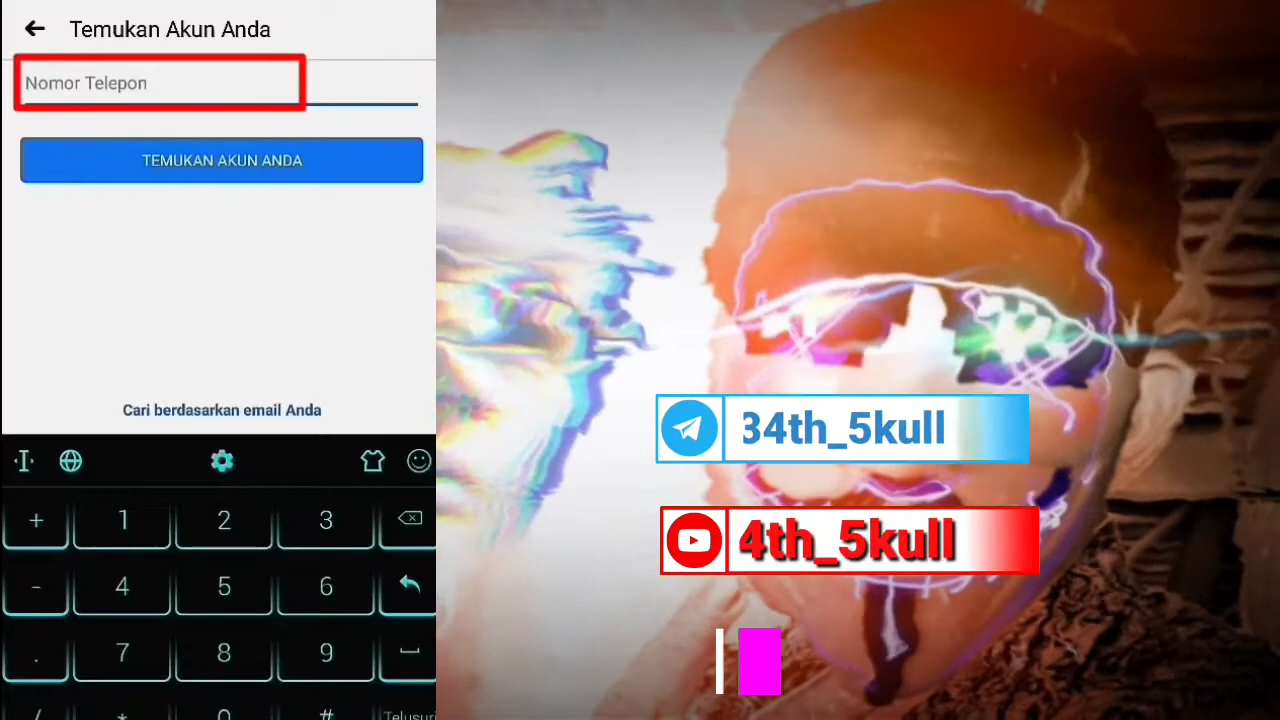 Temukan Akun Anda
Nomor Telepon
TEMUKAN AKUN ANDA
Cari berdasarkan email Anda
+ 1 2 3
- 4 5 6
. 7 8 9
/ * 0 # Telusuri
34th_5kull
4th_5kull